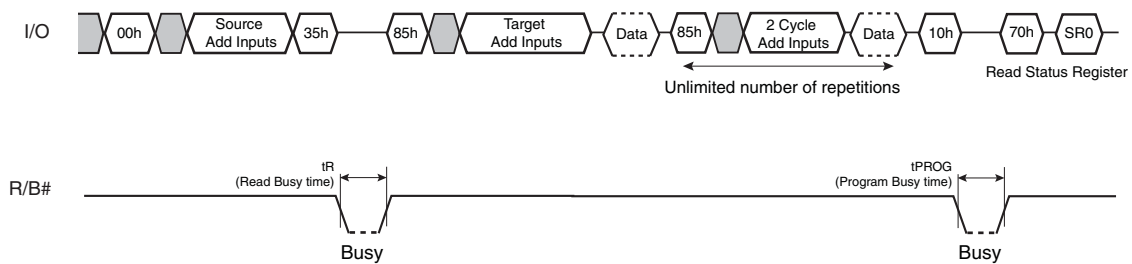 I/O
00h
Source
Add Inputs
35h
85h
Target
Add Inputs
Data
85h
2 Cycle
Add Inputs
Data
10h
70h
SR0
Unlimited number of repetitions
Read Status Register
R/B#
tR
(Read Busy time)
Busy
tPROG
(Program Busy time)
Busy